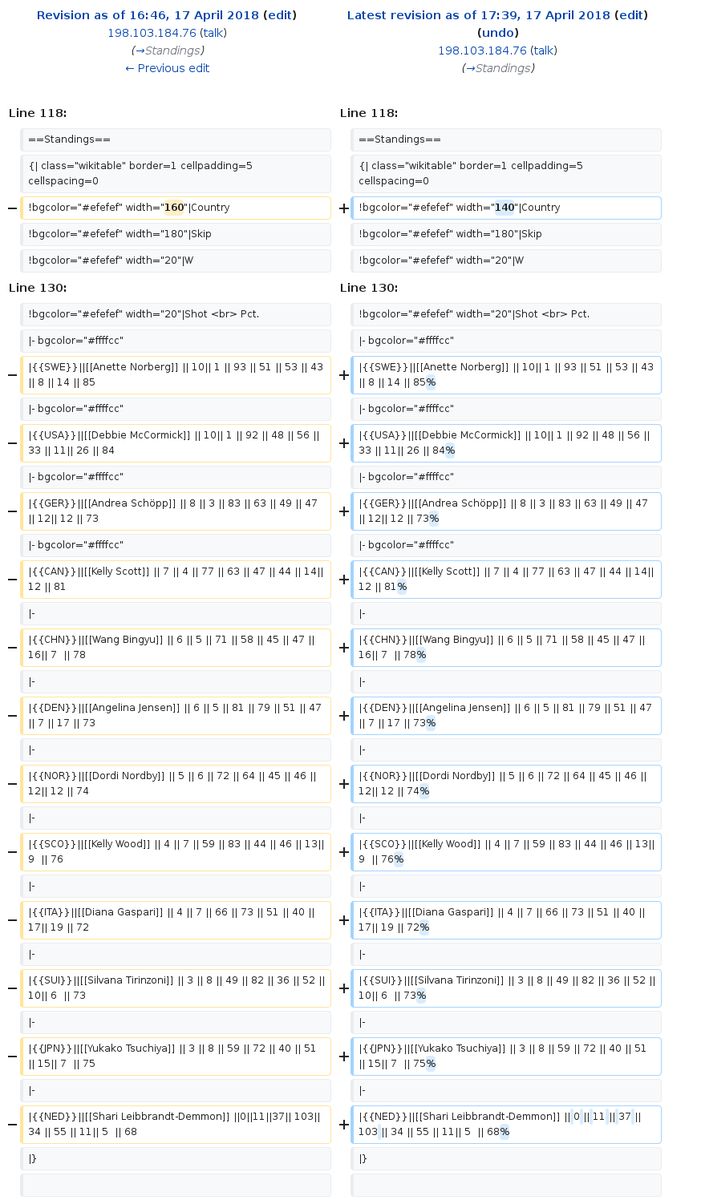 Revision as of 16:46, 17 April 2018 (edit)
198.103.184.76 (talk)
(→Standings)
← Previous edit
Latest revision as of 17:39, 17 April 2018 (edit)
(undo)
198.103.184.76 (talk)
(→Standings)
Line 118:
Line 118:
==Standings==
==Standings==
{| class="wikitable" border=1 cellpadding=5
cellspacing=0
{| class="wikitable" border=1 cellpadding=5
cellspacing=0
− !bgcolor="#efefef" width="160"|Country
+ !bgcolor="#efefef" width="140"|Country
!bgcolor="#efefef" width="180"|Skip
!bgcolor="#efefef" width="180"|Skip
!bgcolor="#efefef" width="20"|W
!bgcolor="#efefef" width="20"|W
Line 130:
Line 130:
!bgcolor="#efefef" width="20"|Shot <br> Pct.
!bgcolor="#efefef" width="20"|Shot <br> Pct.
|- bgcolor="#ffffcc"
|- bgcolor="#ffffcc"
− |{{SWE}}||[[Anette Norberg]] || 10|| 1 || 93 || 51 || 53 || 43
|| 8 || 14 || 85
+ |{{SWE}}||[[Anette Norberg]] || 10|| 1 || 93 || 51 || 53 || 43
|| 8 || 14 || 85%
|- bgcolor="#ffffcc"
|- bgcolor="#ffffcc"
− |{{USA}}||[[Debbie McCormick]] || 10|| 1 || 92 || 48 || 56 ||
33 || 11|| 26 || 84
+ |{{USA}}||[[Debbie McCormick]] || 10|| 1 || 92 || 48 || 56 ||
33 || 11|| 26 || 84%
|- bgcolor="#ffffcc"
|- bgcolor="#ffffcc"
− |{{GER}}||[[Andrea Schöpp]] || 8 || 3 || 83 || 63 || 49 || 47
|| 12|| 12 || 73
+ |{{GER}}||[[Andrea Schöpp]] || 8 || 3 || 83 || 63 || 49 || 47
|| 12|| 12 || 73%
|- bgcolor="#ffffcc"
|- bgcolor="#ffffcc"
− |{{CAN}}||[[Kelly Scott]] || 7 || 4 || 77 || 63 || 47 || 44 || 14||
12 || 81
+ |{{CAN}}||[[Kelly Scott]] || 7 || 4 || 77 || 63 || 47 || 44 || 14||
12 || 81%
|-
|-
− |{{CHN}}||[[Wang Bingyu]] || 6 || 5 || 71 || 58 || 45 || 47 ||
16|| 7  || 78
+ |{{CHN}}||[[Wang Bingyu]] || 6 || 5 || 71 || 58 || 45 || 47 ||
16|| 7  || 78%
|-
|-
− |{{DEN}}||[[Angelina Jensen]] || 6 || 5 || 81 || 79 || 51 || 47
|| 7 || 17 || 73
+ |{{DEN}}||[[Angelina Jensen]] || 6 || 5 || 81 || 79 || 51 || 47
|| 7 || 17 || 73%
|-
|-
− |{{NOR}}||[[Dordi Nordby]] || 5 || 6 || 72 || 64 || 45 || 46 ||
12|| 12 || 74
+ |{{NOR}}||[[Dordi Nordby]] || 5 || 6 || 72 || 64 || 45 || 46 ||
12|| 12 || 74%
|-
|-
− |{{SCO}}||[[Kelly Wood]] || 4 || 7 || 59 || 83 || 44 || 46 || 13||
9  || 76
+ |{{SCO}}||[[Kelly Wood]] || 4 || 7 || 59 || 83 || 44 || 46 || 13||
9  || 76%
|-
|-
− |{{ITA}}||[[Diana Gaspari]] || 4 || 7 || 66 || 73 || 51 || 40 ||
17|| 19 || 72
+ |{{ITA}}||[[Diana Gaspari]] || 4 || 7 || 66 || 73 || 51 || 40 ||
17|| 19 || 72%
|-
|-
− |{{SUI}}||[[Silvana Tirinzoni]] || 3 || 8 || 49 || 82 || 36 || 52 ||
10|| 6  || 73
+ |{{SUI}}||[[Silvana Tirinzoni]] || 3 || 8 || 49 || 82 || 36 || 52 ||
10|| 6  || 73%
|-
|-
− |{{JPN}}||[[Yukako Tsuchiya]] || 3 || 8 || 59 || 72 || 40 || 51
|| 15|| 7  || 75
+ |{{JPN}}||[[Yukako Tsuchiya]] || 3 || 8 || 59 || 72 || 40 || 51
|| 15|| 7  || 75%
|-
|-
− |{{NED}}||[[Shari Leibbrandt-Demmon]] ||0||11||37|| 103||
34 || 55 || 11|| 5  || 68
+ |{{NED}}||[[Shari Leibbrandt-Demmon]] || 0 || 11 || 37 ||
103 || 34 || 55 || 11|| 5  || 68%
|}
|}